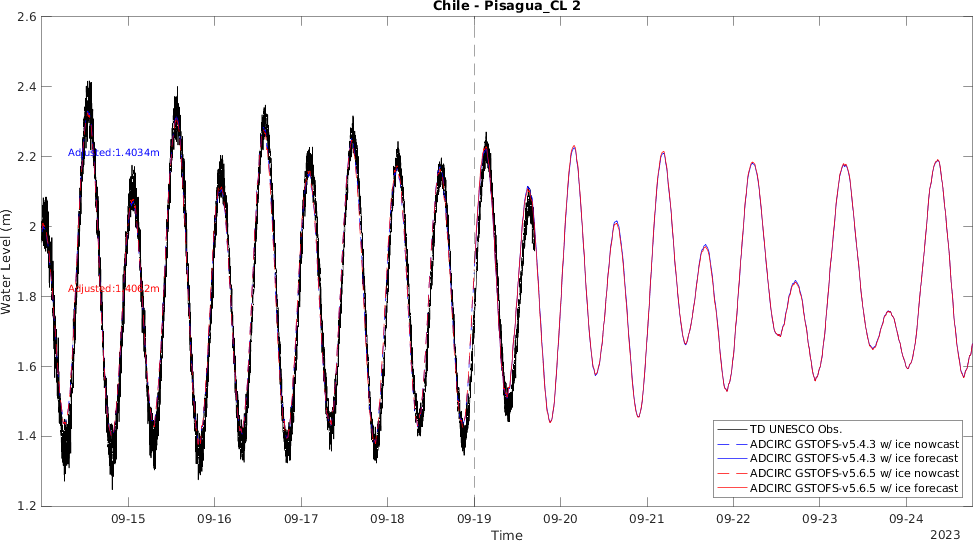 Chile - Pisagua_CL 2
2.6
2.4
2.2
2
1.8
1.6
1.4
1.2
Water Level (m)
Adjusted:1.4034m
Adjusted:1.4062m
TD UNESCO Obs.
ADCIRC GSTOFS-v5.4.3 w/ ice nowcast
ADCIRC GSTOFS-v5.4.3 w/ ice forecast
ADCIRC GSTOFS-v5.6.5 w/ ice nowcast
ADCIRC GSTOFS-v5.6.5 w/ ice forecast
09-15 09-16 09-17 09-18 09-19 09-20 09-21 09-22 09-23 09-24
Time
2023